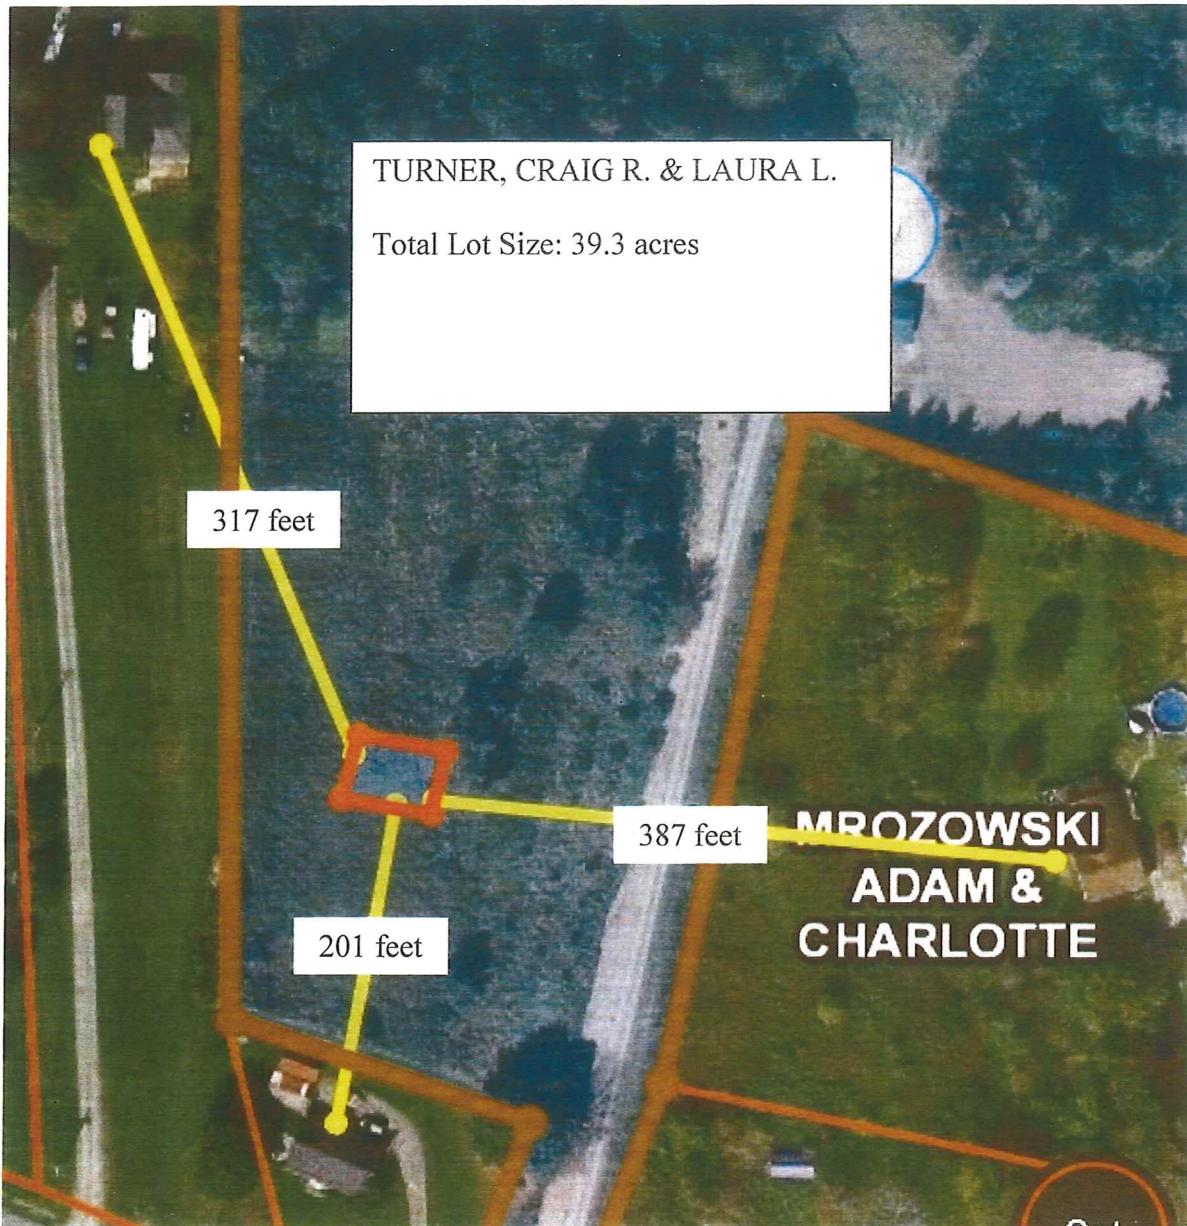 TURNER, CRAIG R. & LAURA L.
Total Lot Size: 39.3 acres
317 feet
387 feet
MROZOWSKI
ADAM &
CHARLOTTE
201 feet